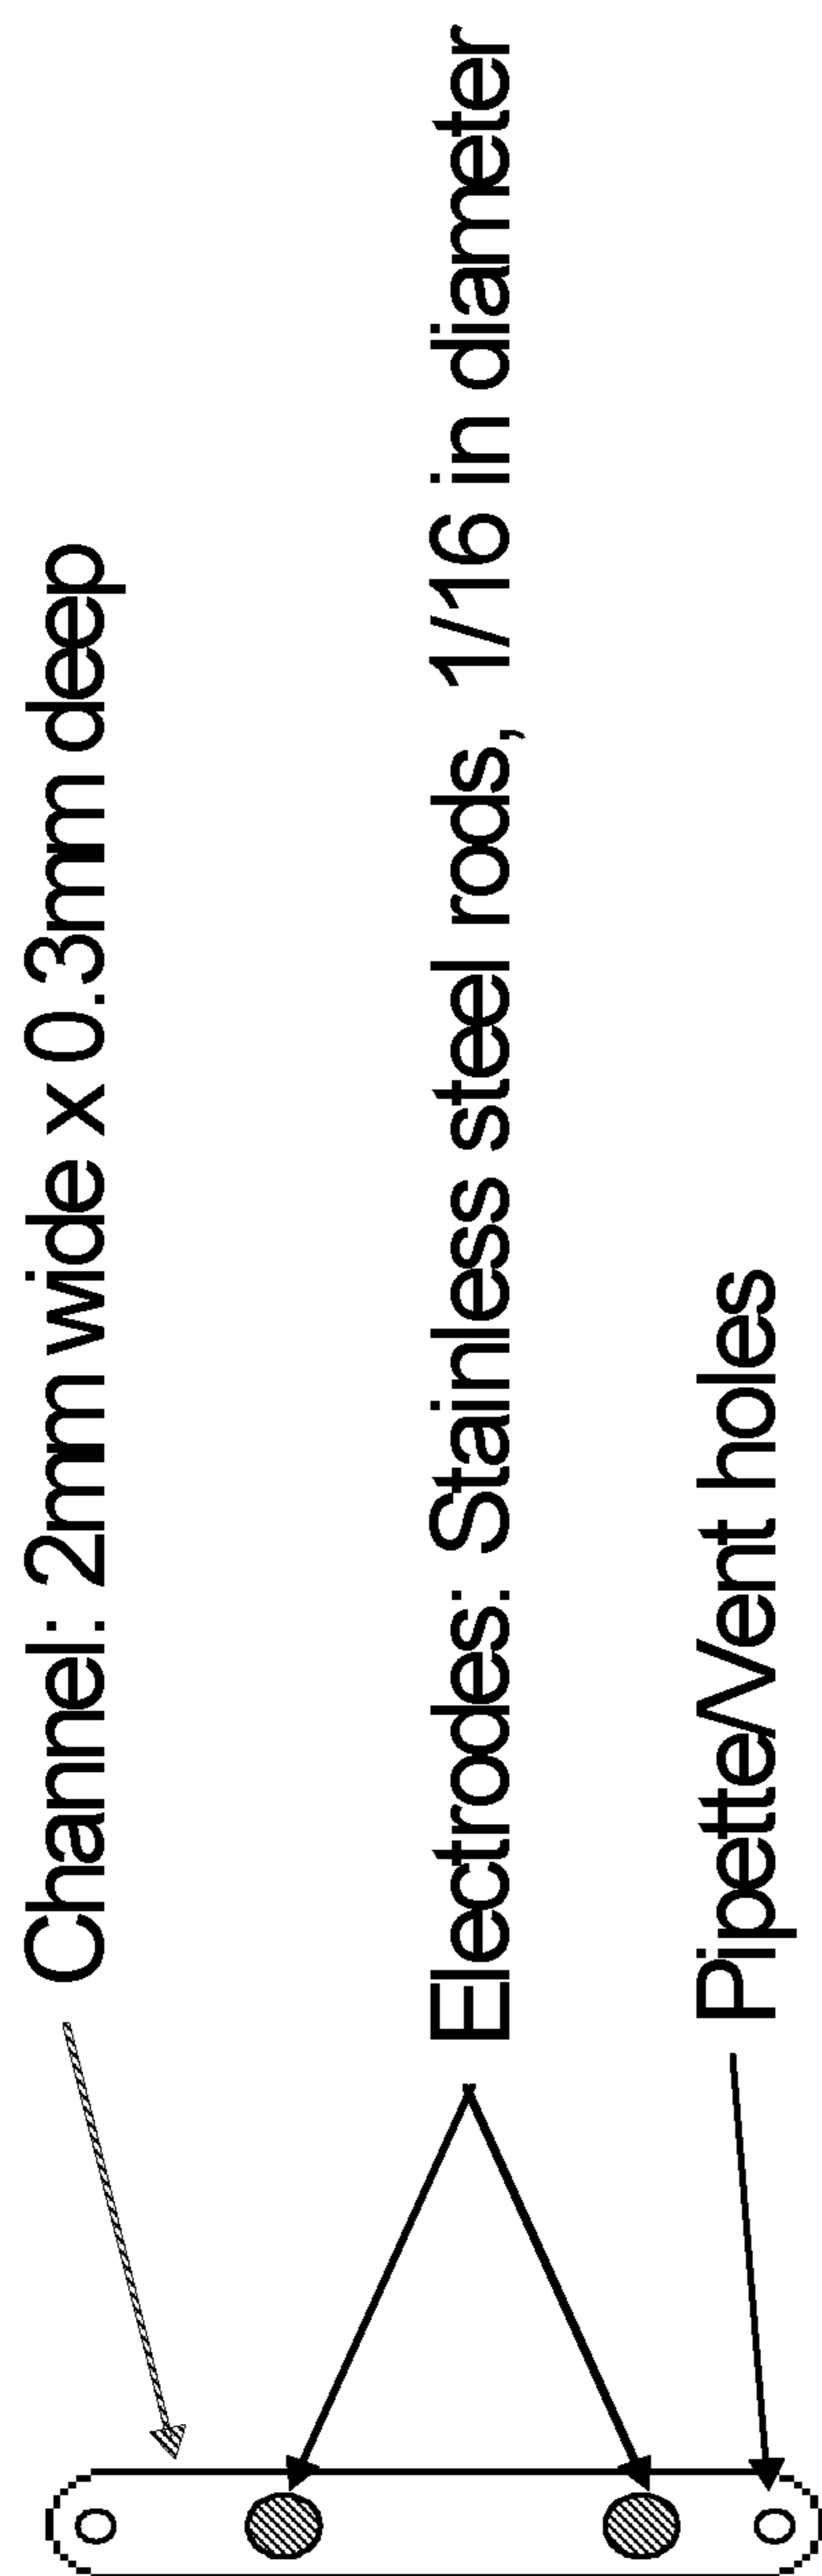 Channel: 2mm wide x 0.3mm deep
Electrodes: Stainless steel rods, 1/16 in diameter
Pipette/Vent holes